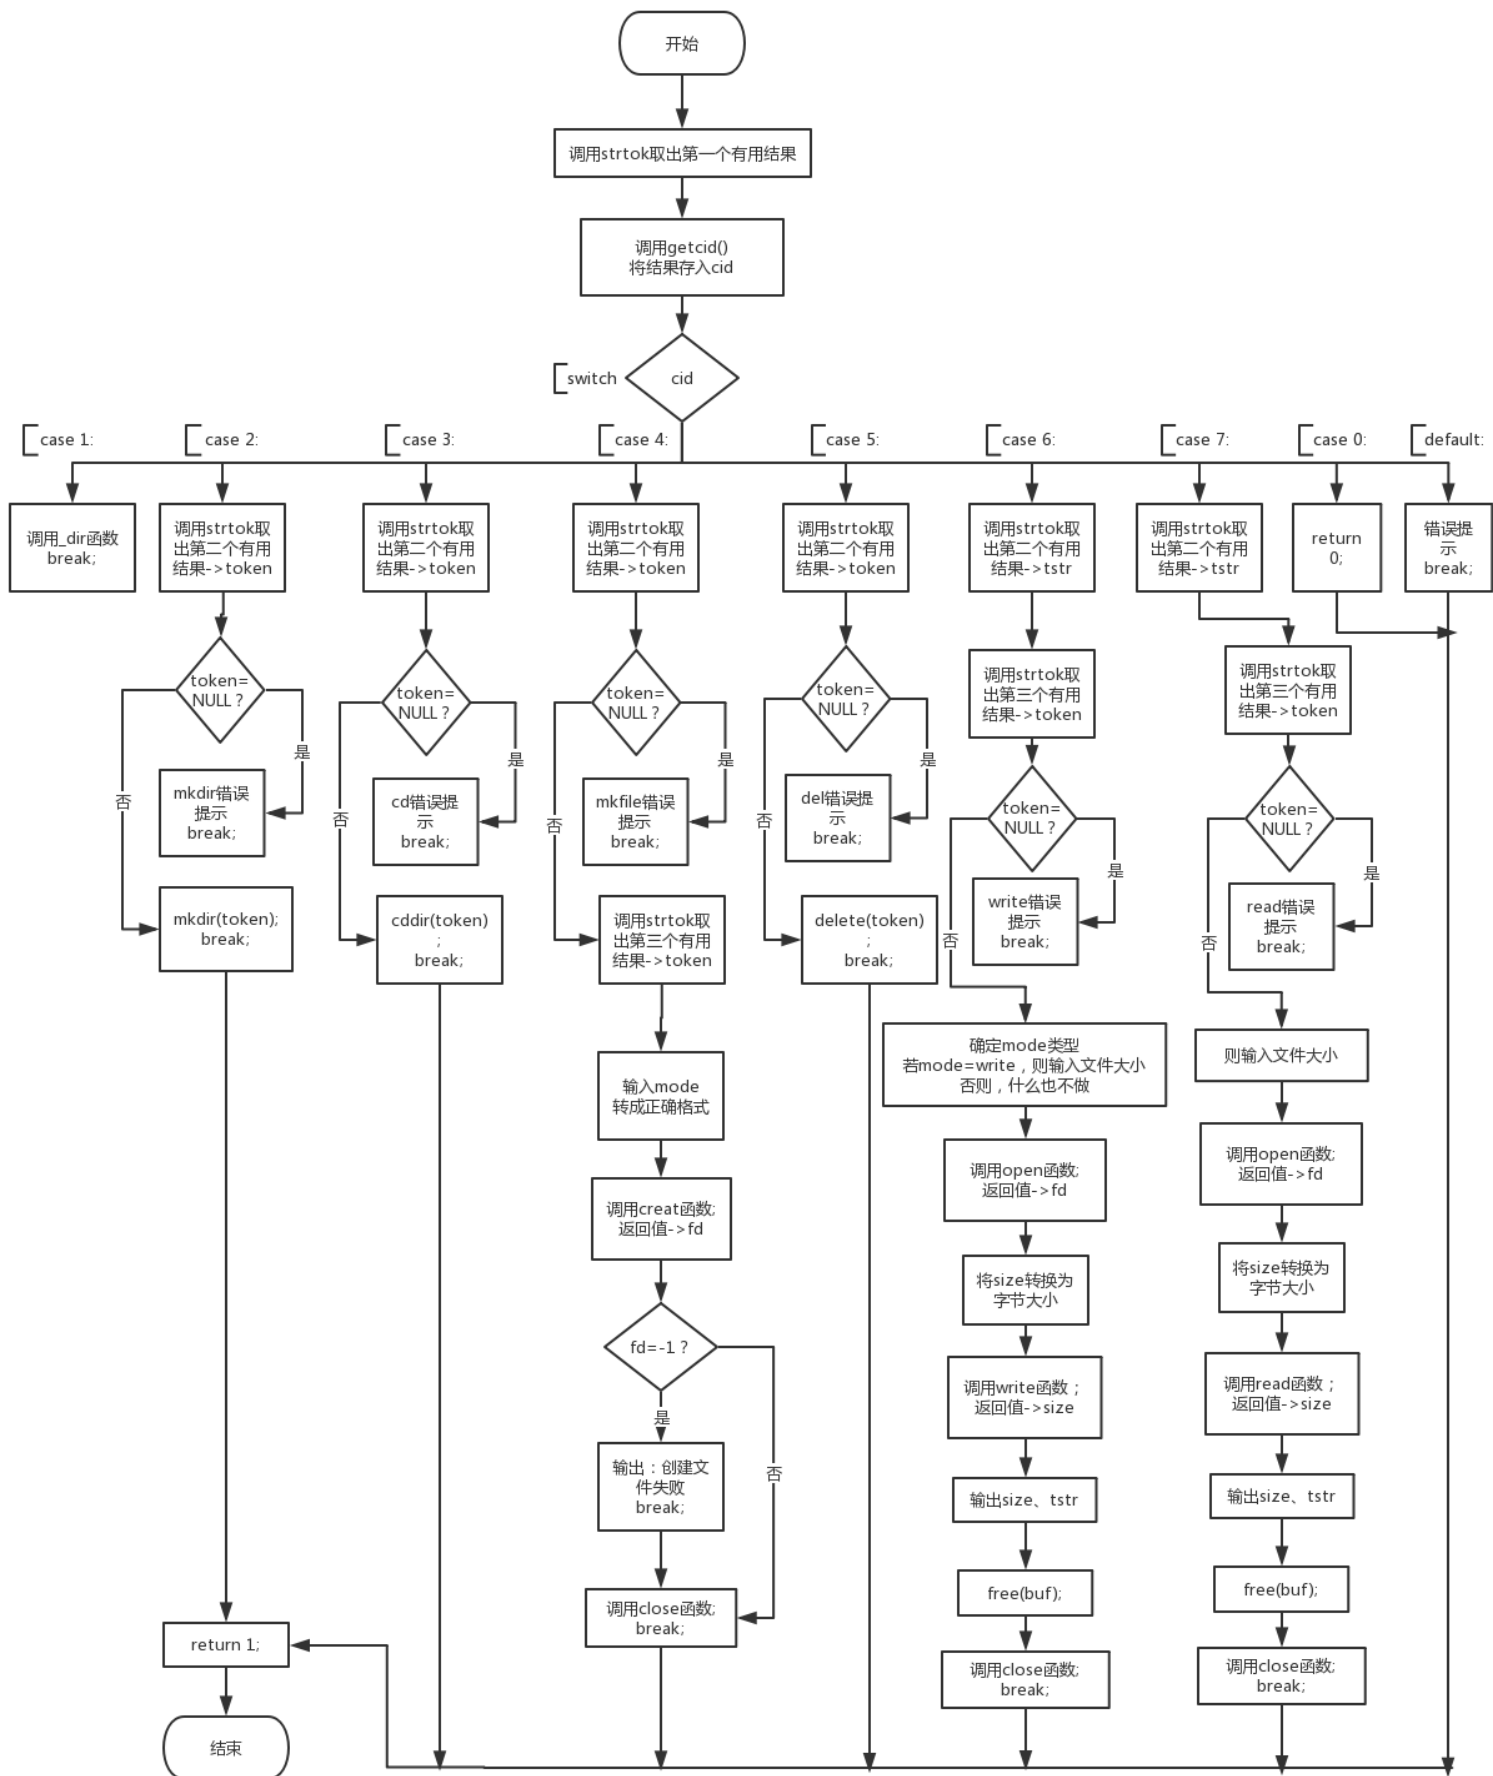 开始
调用strtok取出第一个有用结果
调用getcid()
将结果存入cid
switch
cid
case 1:
case 2:
case 3:
case 4:
case 5:
case 6:
case 7:
case 0:
default:
调用_dir函数
break;
调用strtok取
出第二个有用
结果->token
调用strtok取
出第二个有用
结果->token
调用strtok取
出第二个有用
结果->token
调用strtok取
出第二个有用
结果->token
调用strtok取
出第二个有用
结果->tstr
调用strtok取
出第二个有用
结果->tstr
return
0;
错误提
示
break;
token=
NULL？
是
否
mkdir错误
提示
break;
mkdir(token);
break;
token=
NULL？
是
否
cd错误提
示
break;
cddir(token)
;
break;
token=
NULL？
是
否
mkfile错误
提示
break;
调用strtok取
出第三个有用
结果->token
输入mode
转成正确格式
调用creat函数;
返回值->fd
fd=-1？
是
否
输出：创建文
件失败
break;
调用close函数;
break;
token=
NULL？
是
否
del错误提
示
break;
delete(token)
;
break;
调用strtok取
出第三个有用
结果->token
token=
NULL？
是
否
write错误
提示
break;
确定mode类型
若mode=write，则输入文件大小
否则，什么也不做
调用open函数;
返回值->fd
将size转换为
字节大小
调用write函数；
返回值->size
输出size、tstr
free(buf);
调用close函数;
break;
调用strtok取
出第三个有用
结果->token
token=
NULL？
是
否
read错误
提示
break;
则输入文件大小
调用open函数;
返回值->fd
将size转换为
字节大小
调用read函数；
返回值->size
输出size、tstr
free(buf);
调用close函数;
break;
return 1;
结束